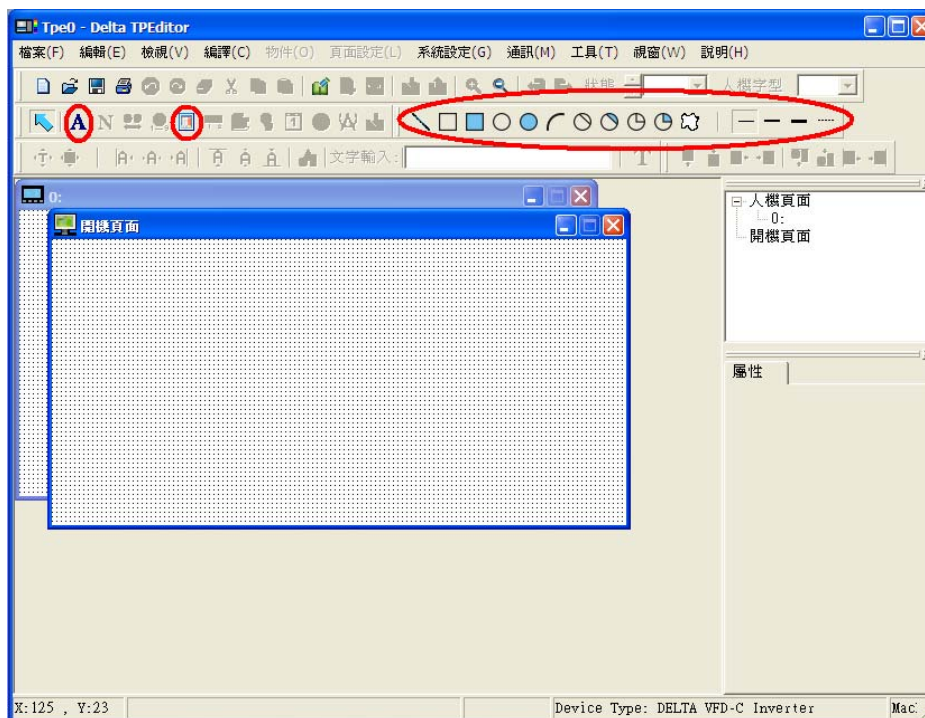 Tpe0 - Delta TPEditor
檔案(F) 編輯(E) 檢視(V) 編譯(C) 物件(O) 頁面設定(L) 系統設定(G) 通訊(M) 工具(T) 視窗(W) 說明(H)
狀態 人機字型
A N
文字輸入:
0:
開機頁面
人機頁面
0:
開機頁面
屬性
X:125 , Y:23 Device Type: DELTA VFD-C Inverter Mac